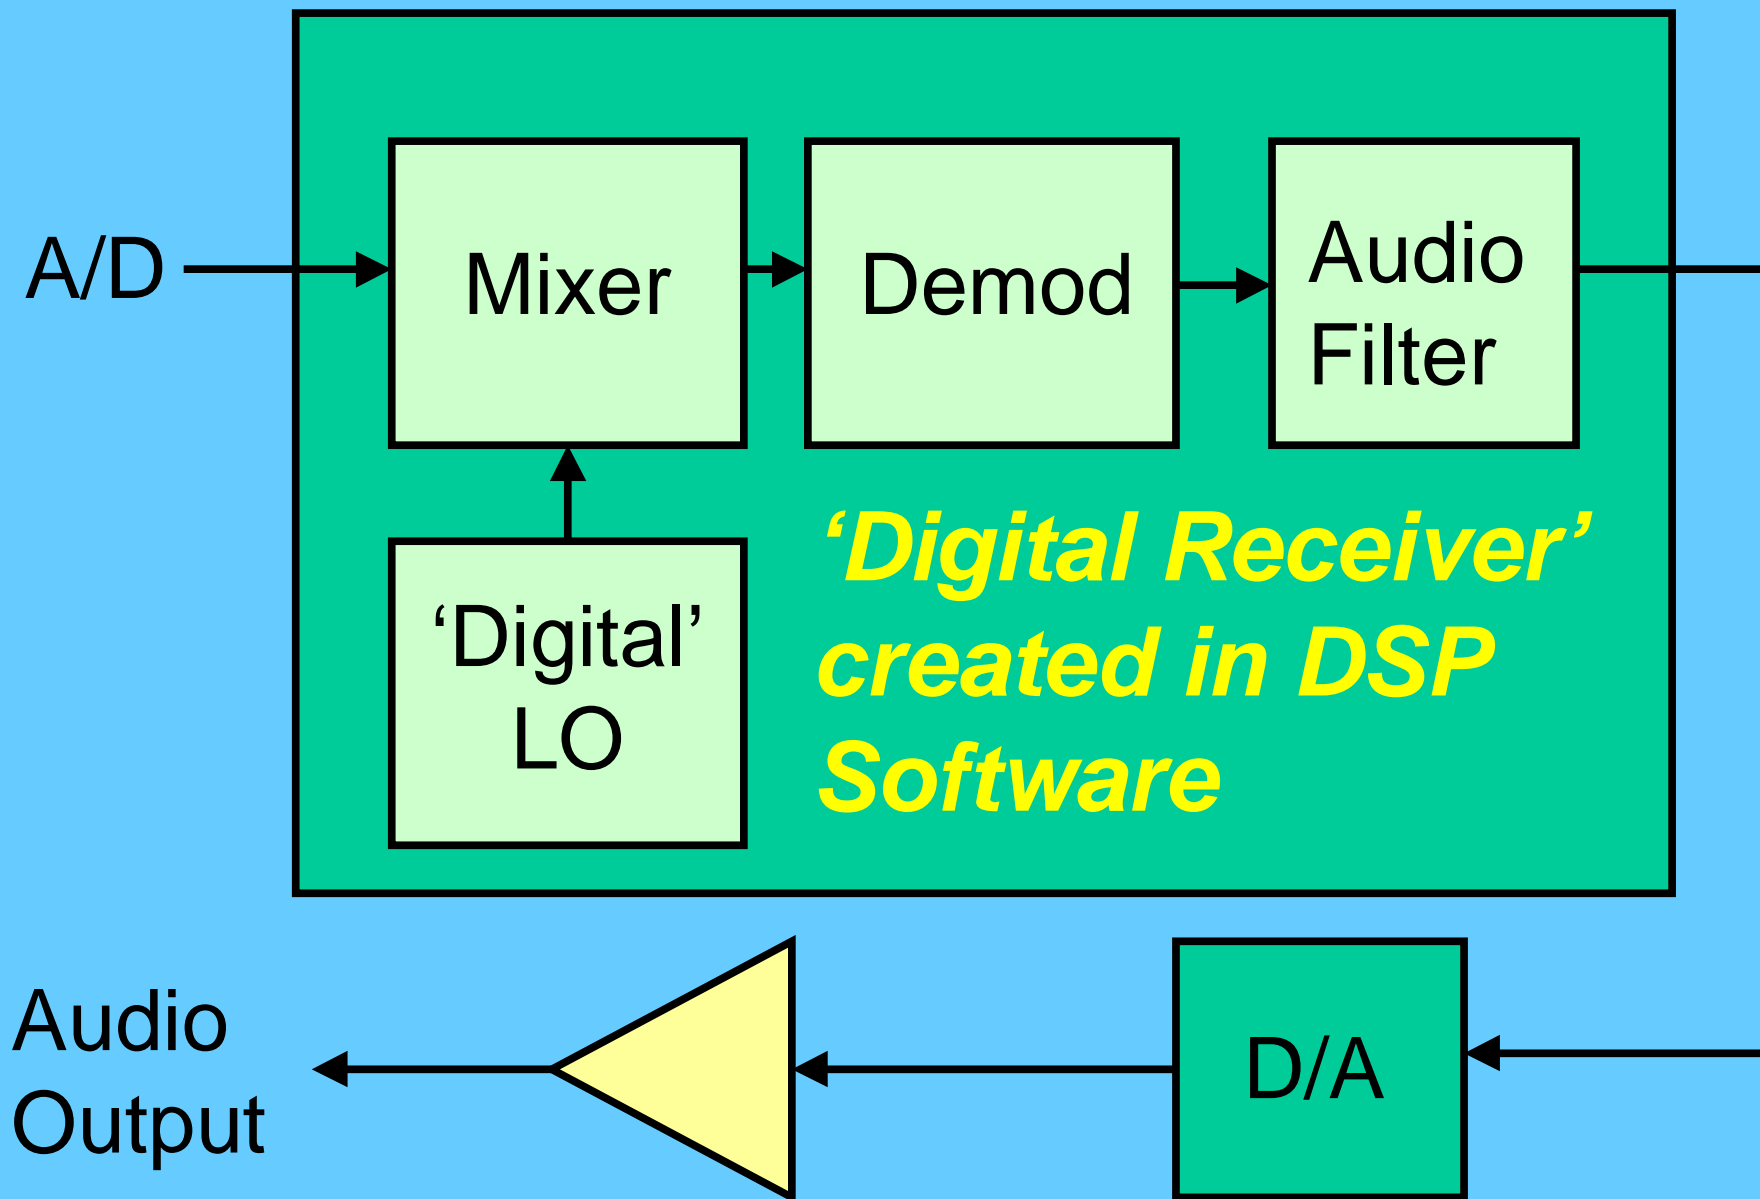 A/D
Mixer
Demod
Audio
Filter
‘Digital’
LO
‘Digital Receiver’
created in DSP
Software
Audio
Output
D/A